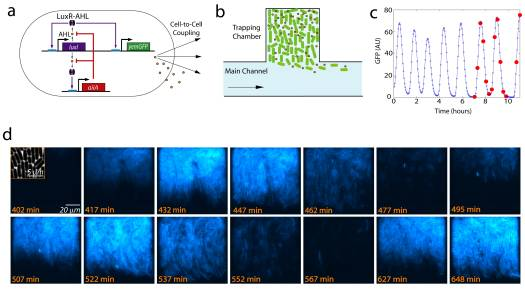 a
LuxR-AHL
AHL
luxI
yemGFP
aiiA
Cell-to-Cell
Coupling
b
Trapping
Chamber
Main Channel
c
GFP (AU)
80
60
40
20
0
0 2 4 6 8 10
Time (hours)
d
5 µm
20 µm
402 min
417 min
432 min
447 min
462 min
477 min
495 min
507 min
522 min
537 min
552 min
567 min
627 min
648 min